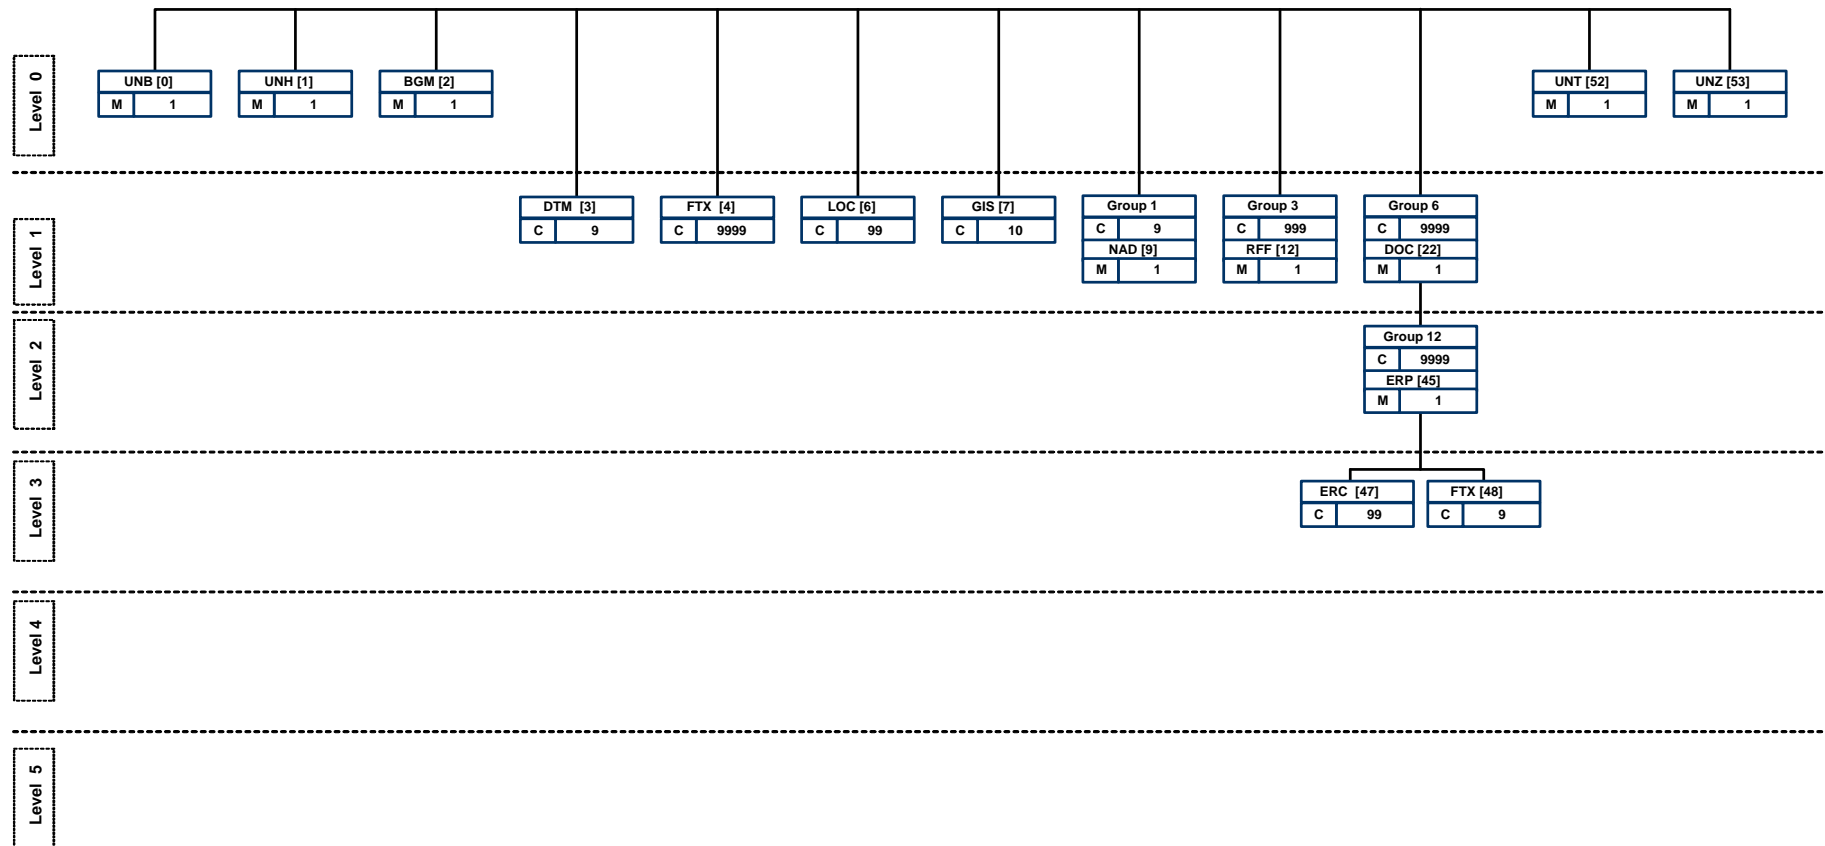 Level 0
UNB [0]
M 1
UNH [1]
M 1
BGM [2]
M 1
UNT [52]
M 1
UNZ [53]
M 1
Level 1
DTM [3]
C 9
FTX [4]
C 9999
LOC [6]
C 99
GIS [7]
C 10
Group 1
C 9
NAD [9]
M 1
Group 3
C 999
RFF [12]
M 1
Group 6
C 9999
DOC [22]
M 1
Level 2
Group 12
C 9999
ERP [45]
M 1
Level 3
ERC [47]
C 99
FTX [48]
C 9
Level 4
Level 5